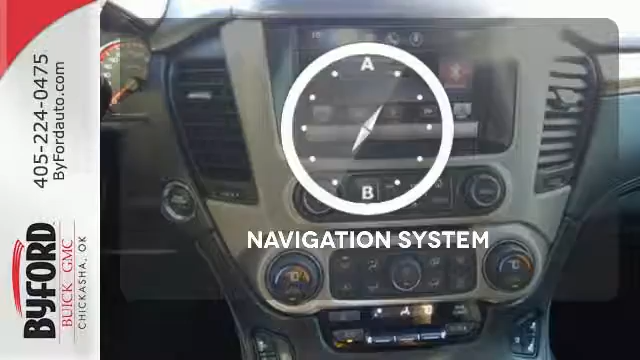 405-224-0475
ByFordauto.com
BYFORD
BUICK GMC
CHICKASHA, OK
A
B
NAVIGATION SYSTEM